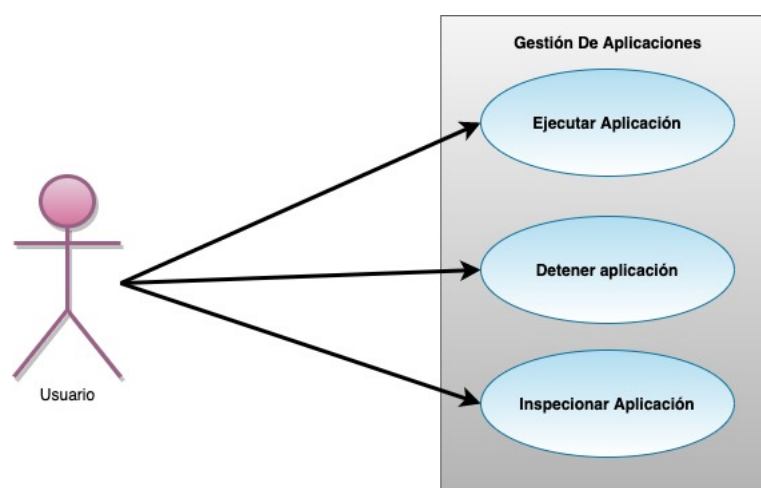 Gestión De Aplicaciones
Ejecutar Aplicación
Detener aplicación
Inspecionar Aplicación
Usuario